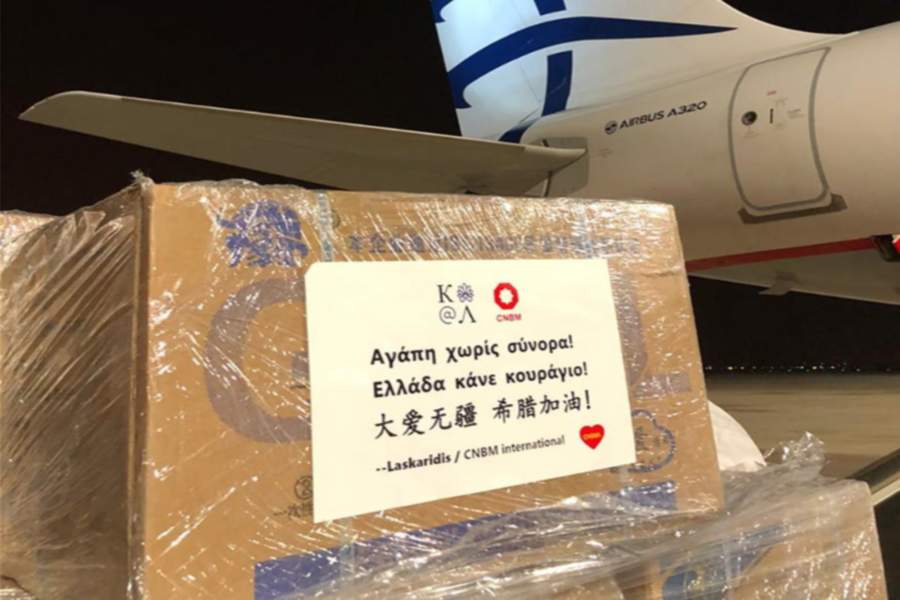 AIRBUS A320
K
@Λ
CNBM
Αγάπη χωρίς σύνορα!
Ελλάδα κάνε κουράγιο!
大爱无疆 希腊加油!
--Laskaridis / CNBM international